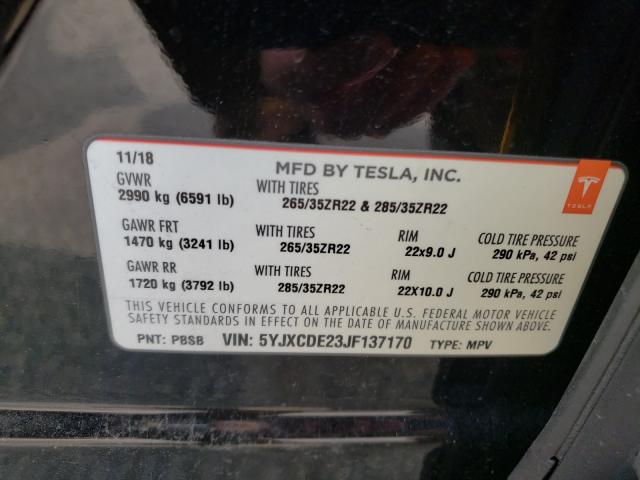 11/18 MFD BY TESLA, INC.
GVWR WITH TIRES
2990 kg (6591 lb) 265/35ZR22 & 285/35ZR22
TESLA
GAWR FRT WITH TIRES RIM COLD TIRE PRESSURE
1470 kg (3241 lb) 265/35ZR22 22x9.0 J 290 kPa, 42 psi
GAWR RR WITH TIRES RIM COLD TIRE PRESSURE
1720 kg (3792 lb) 285/35ZR22 22X10.0 J 290 kPa, 42 psi
THIS VEHICLE CONFORMS TO ALL APPLICABLE U.S. FEDERAL MOTOR VEHICLE
SAFETY STANDARDS IN EFFECT ON THE DATE OF MANUFACTURE SHOWN ABOVE.
PNT: PBSB VIN: 5YJXCDE23JF137170 TYPE: MPV